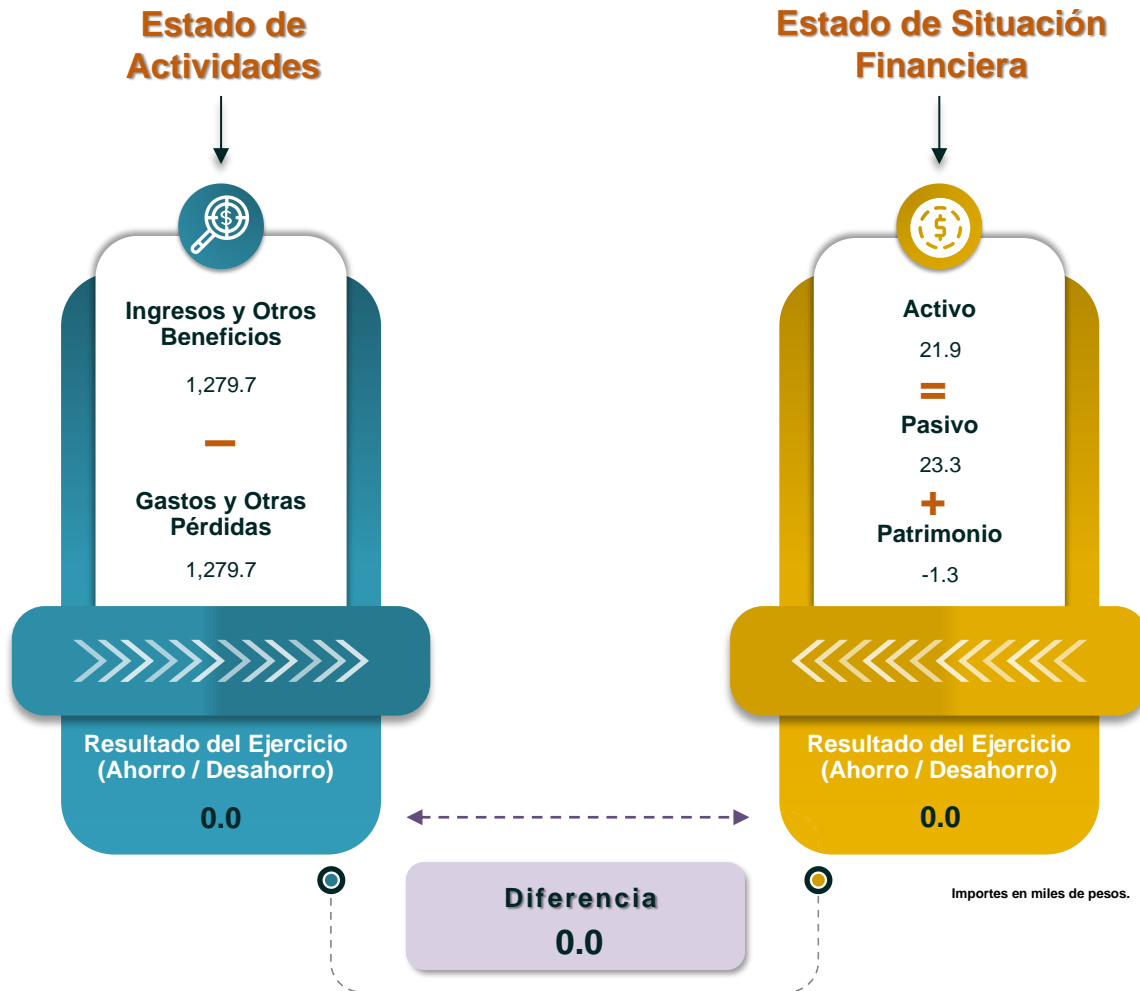 Estado de
Actividades
Ingresos y Otros
Beneficios
1,279.7
−
Gastos y Otras
Pérdidas
1,279.7
Resultado del Ejercicio
(Ahorro / Desahorro)
0.0
Estado de Situación
Financiera
$
Activo
21.9
=
Pasivo
23.3
+
Patrimonio
-1.3
Resultado del Ejercicio
(Ahorro / Desahorro)
0.0
Diferencia
0.0
Importes en miles de pesos.